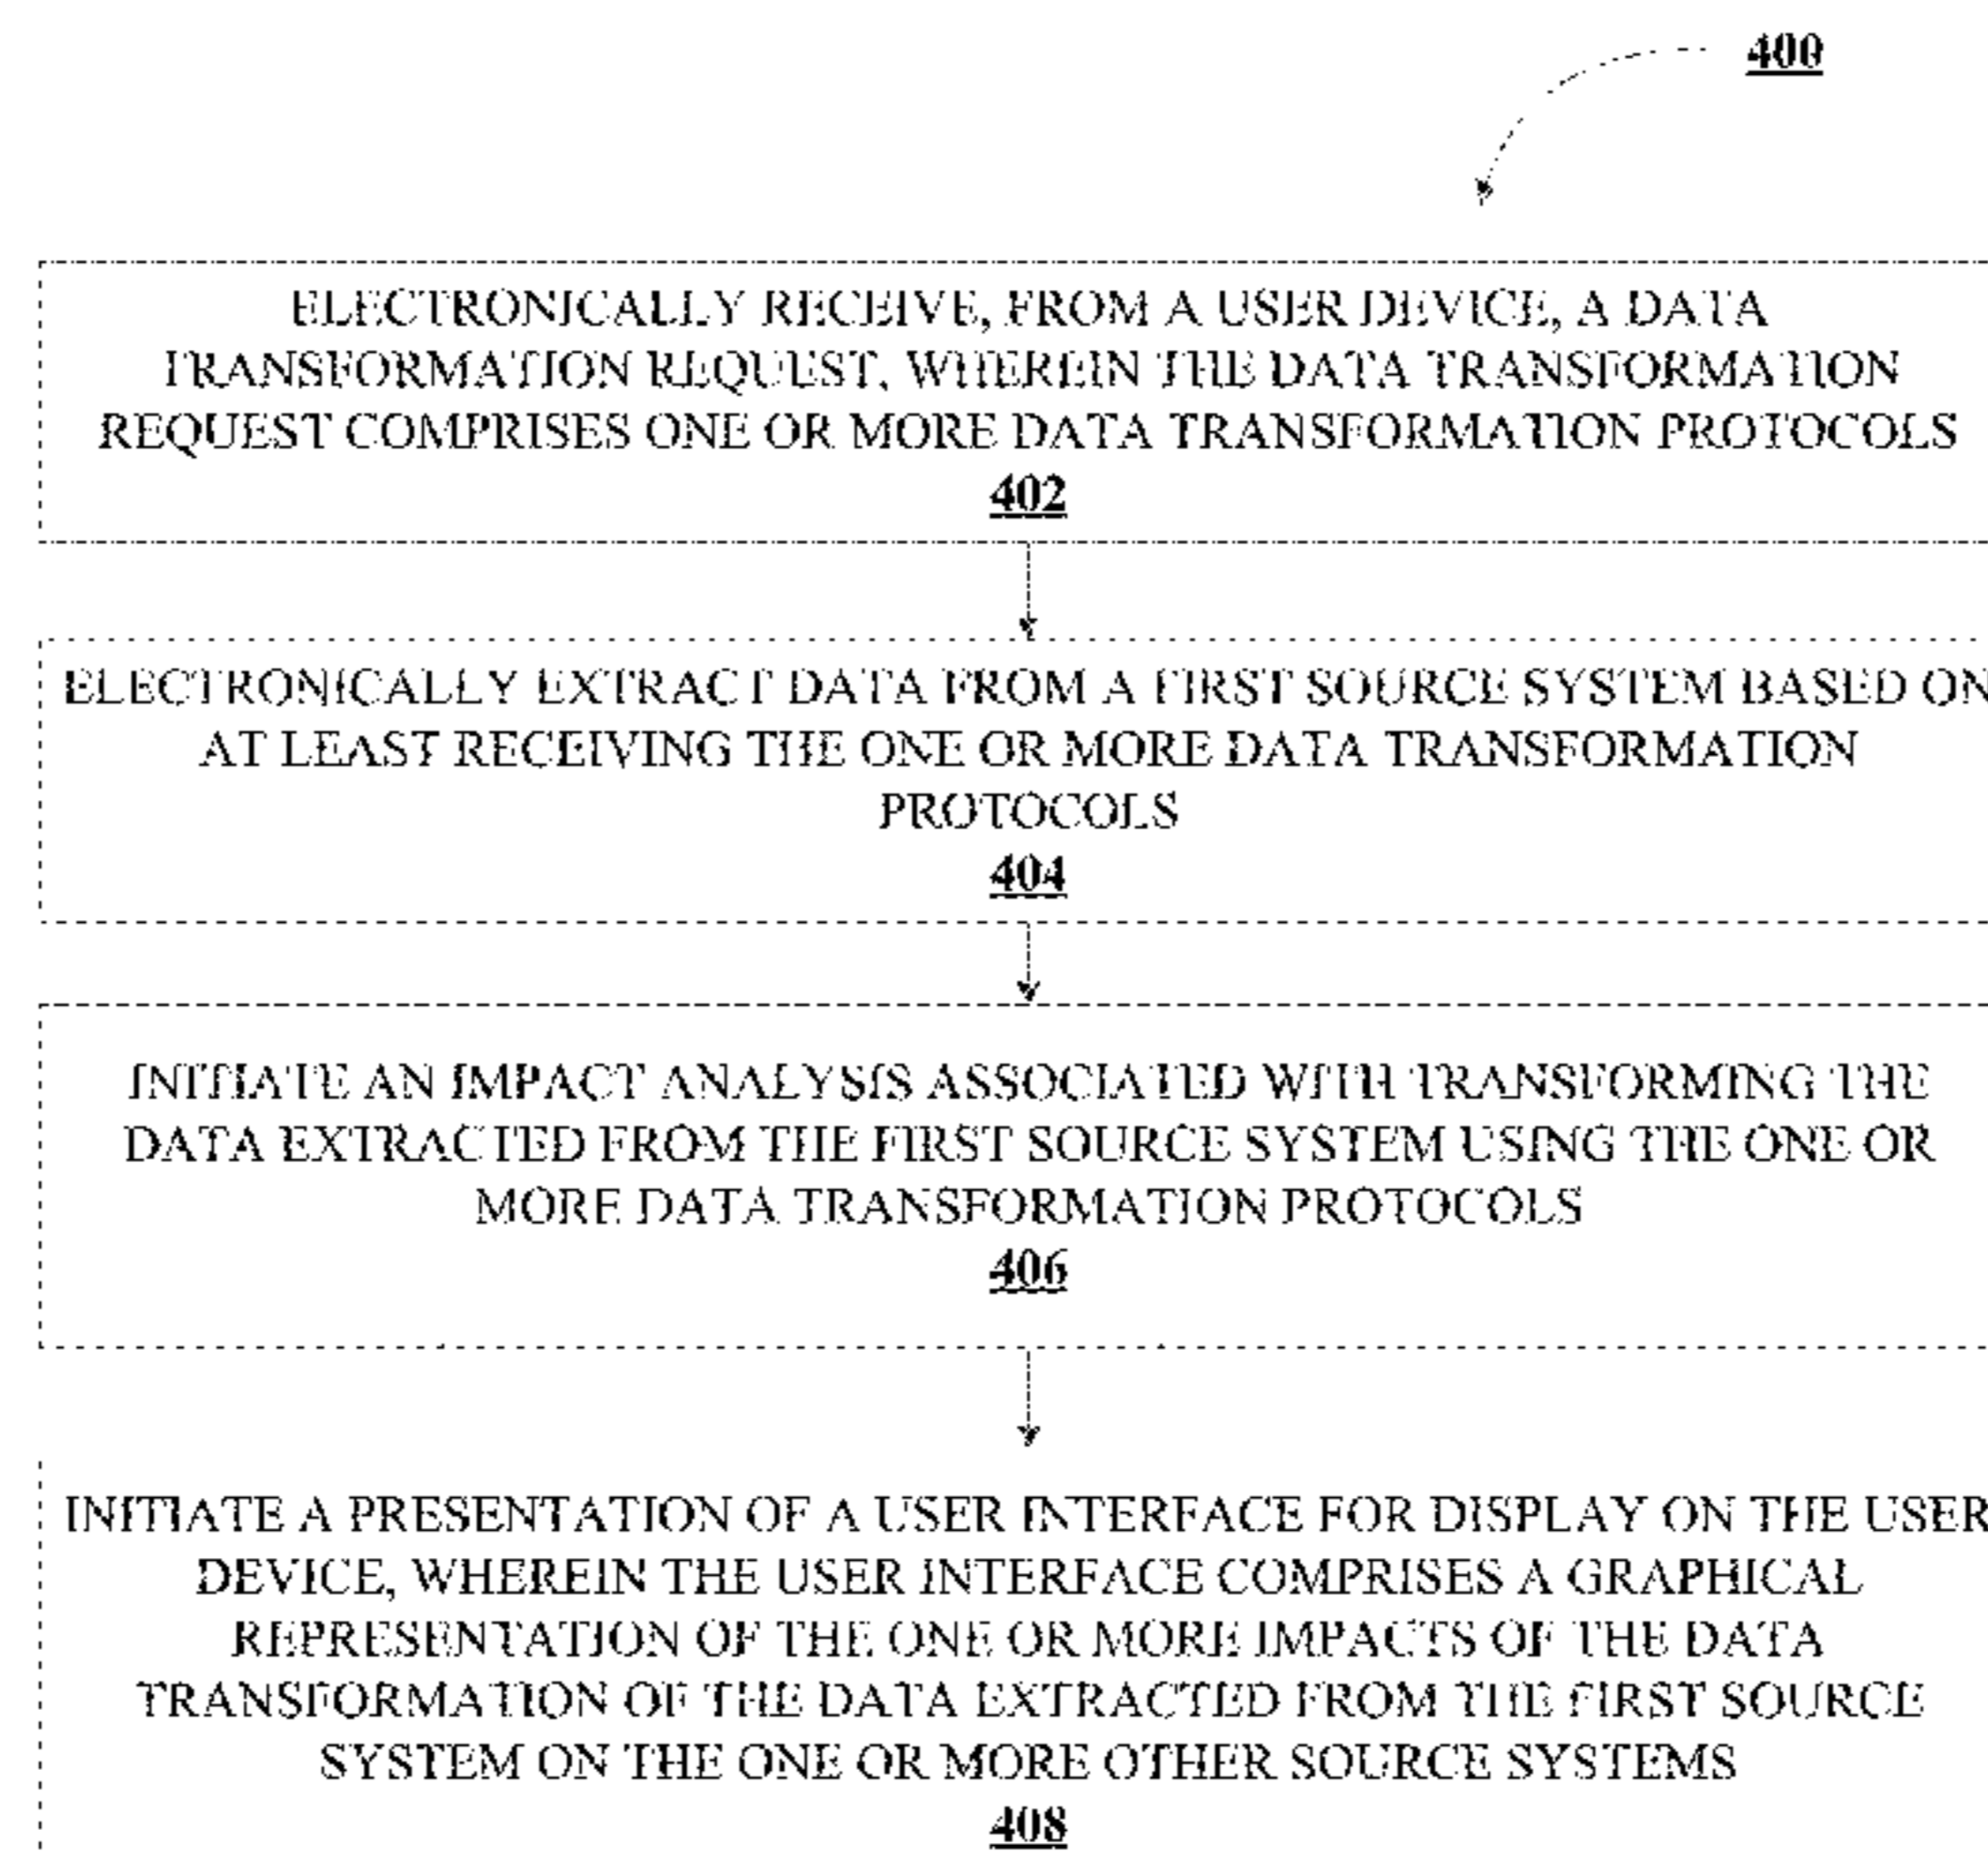 400
ELECTRONICALLY RECEIVE, FROM A USER DEVICE, A DATA
TRANSFORMATION REQUEST, WHEREIN THE DATA TRANSFORMATION
REQUEST COMPRISES ONE OR MORE DATA TRANSFORMATION PROTOCOLS
402
ELECTRONICALLY EXTRACT DATA FROM A FIRST SOURCE SYSTEM BASED ON
AT LEAST RECEIVING THE ONE OR MORE DATA TRANSFORMATION
PROTOCOLS
404
INITIATE AN IMPACT ANALYSIS ASSOCIATED WITH TRANSFORMING THE
DATA EXTRACTED FROM THE FIRST SOURCE SYSTEM USING THE ONE OR
MORE DATA TRANSFORMATION PROTOCOLS
406
INITIATE A PRESENTATION OF A USER INTERFACE FOR DISPLAY ON THE USER
DEVICE, WHEREIN THE USER INTERFACE COMPRISES A GRAPHICAL
REPRESENTATION OF THE ONE OR MORE IMPACTS OF THE DATA
TRANSFORMATION OF THE DATA EXTRACTED FROM THE FIRST SOURCE
SYSTEM ON THE ONE OR MORE OTHER SOURCE SYSTEMS
408